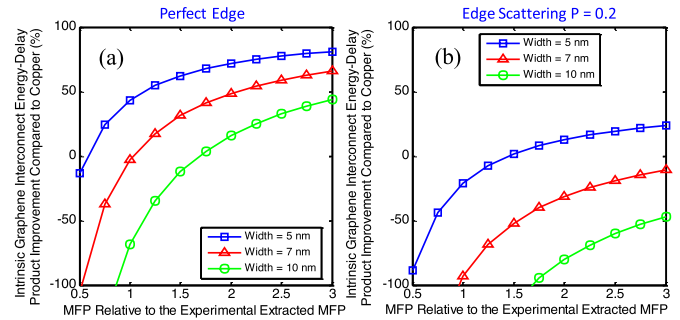 Perfect Edge
Intrinsic Graphene Interconnect Energy-Delay
Product Improvement Compared to Copper (%)
100
50
0
-50
-100
(a)
Width = 5 nm
Width = 7 nm
Width = 10 nm
0.5 1 1.5 2 2.5 3
MFP Relative to the Experimental Extracted MFP
Edge Scattering P = 0.2
Intrinsic Graphene Interconnect Energy-Delay
Product Improvement Compared to Copper (%)
100
50
0
-50
-100
(b)
Width = 5 nm
Width = 7 nm
Width = 10 nm
0.5 1 1.5 2 2.5 3
MFP Relative to the Experimental Extracted MFP